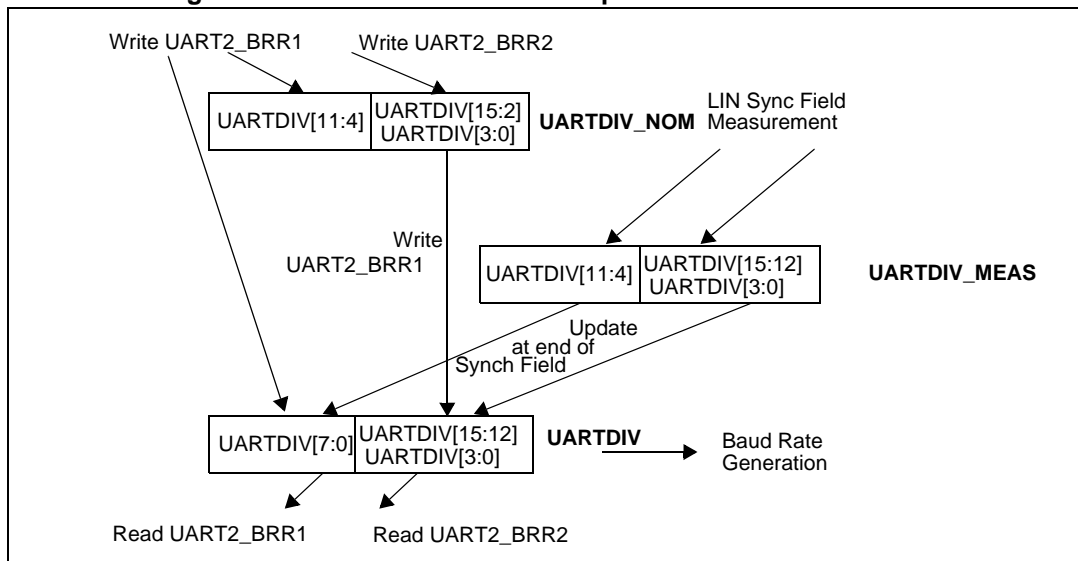 Write UART2_BRR1
Write UART2_BRR2
UARTDIV[11:4]
UARTDIV[15:2]
UARTDIV[3:0]
UARTDIV_NOM
LIN Sync Field
Measurement
Write
UART2_BRR1
UARTDIV[11:4]
UARTDIV[15:12]
UARTDIV[3:0]
UARTDIV_MEAS
Update
at end of
Synch Field
UARTDIV[7:0]
UARTDIV[15:12]
UARTDIV[3:0]
UARTDIV
Baud Rate
Generation
Read UART2_BRR1
Read UART2_BRR2